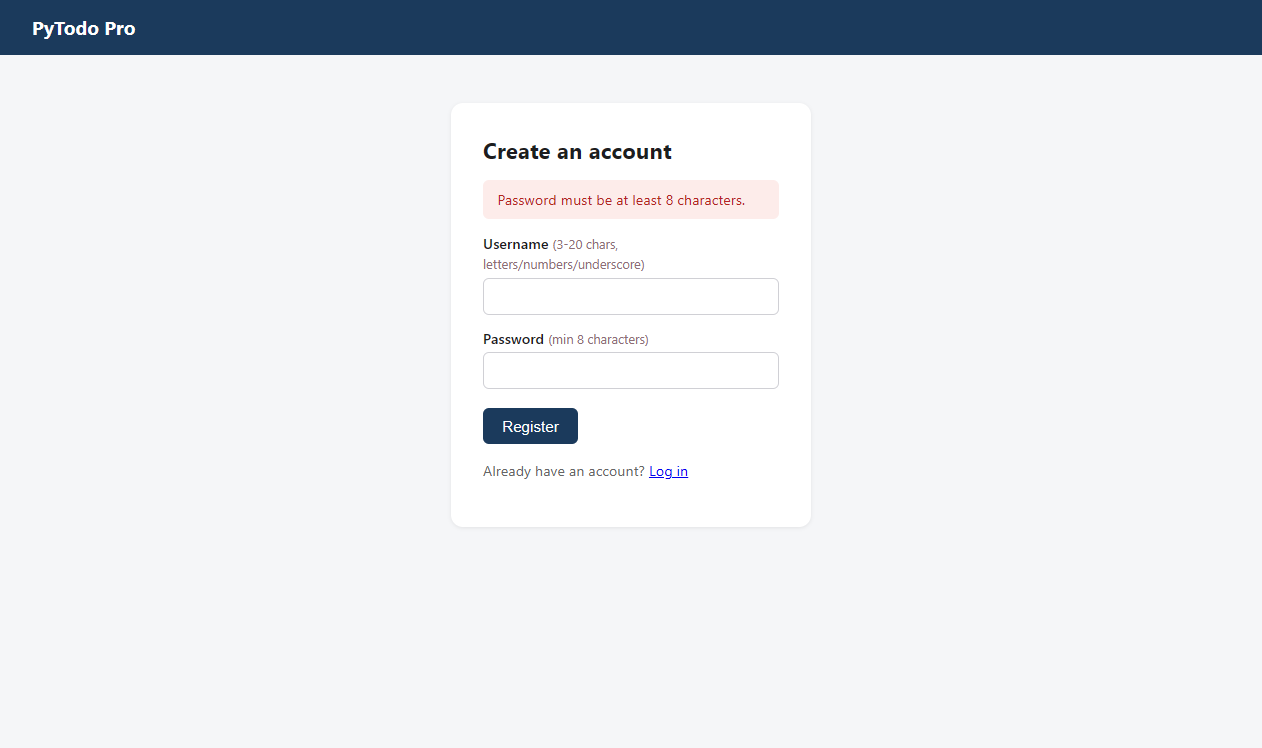 PyTodo Pro
Create an account
Password must be at least 8 characters.
Username (3-20 chars,
letters/numbers/underscore)
Password (min 8 characters)
Register
Already have an account? Log in